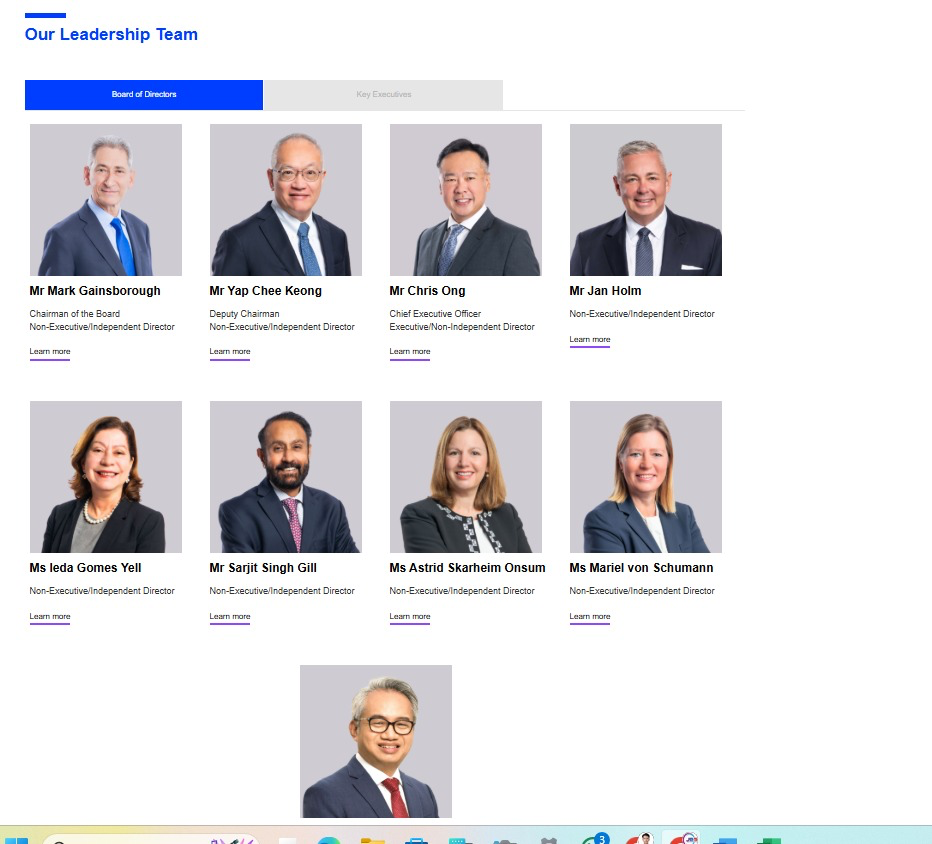 Our Leadership Team
Board of Directors
Key Executives
Mr Mark Gainsborough
Chairman of the Board
Non-Executive/Independent Director
Learn more
Mr Yap Chee Keong
Deputy Chairman
Non-Executive/Independent Director
Learn more
Mr Chris Ong
Chief Executive Officer
Executive/Non-Independent Director
Learn more
Mr Jan Holm
Non-Executive/Independent Director
Learn more
Ms Ieda Gomes Yell
Non-Executive/Independent Director
Learn more
Mr Sarjit Singh Gill
Non-Executive/Independent Director
Learn more
Ms Astrid Skarheim Onsum
Non-Executive/Independent Director
Learn more
Ms Mariel von Schumann
Non-Executive/Independent Director
Learn more
3